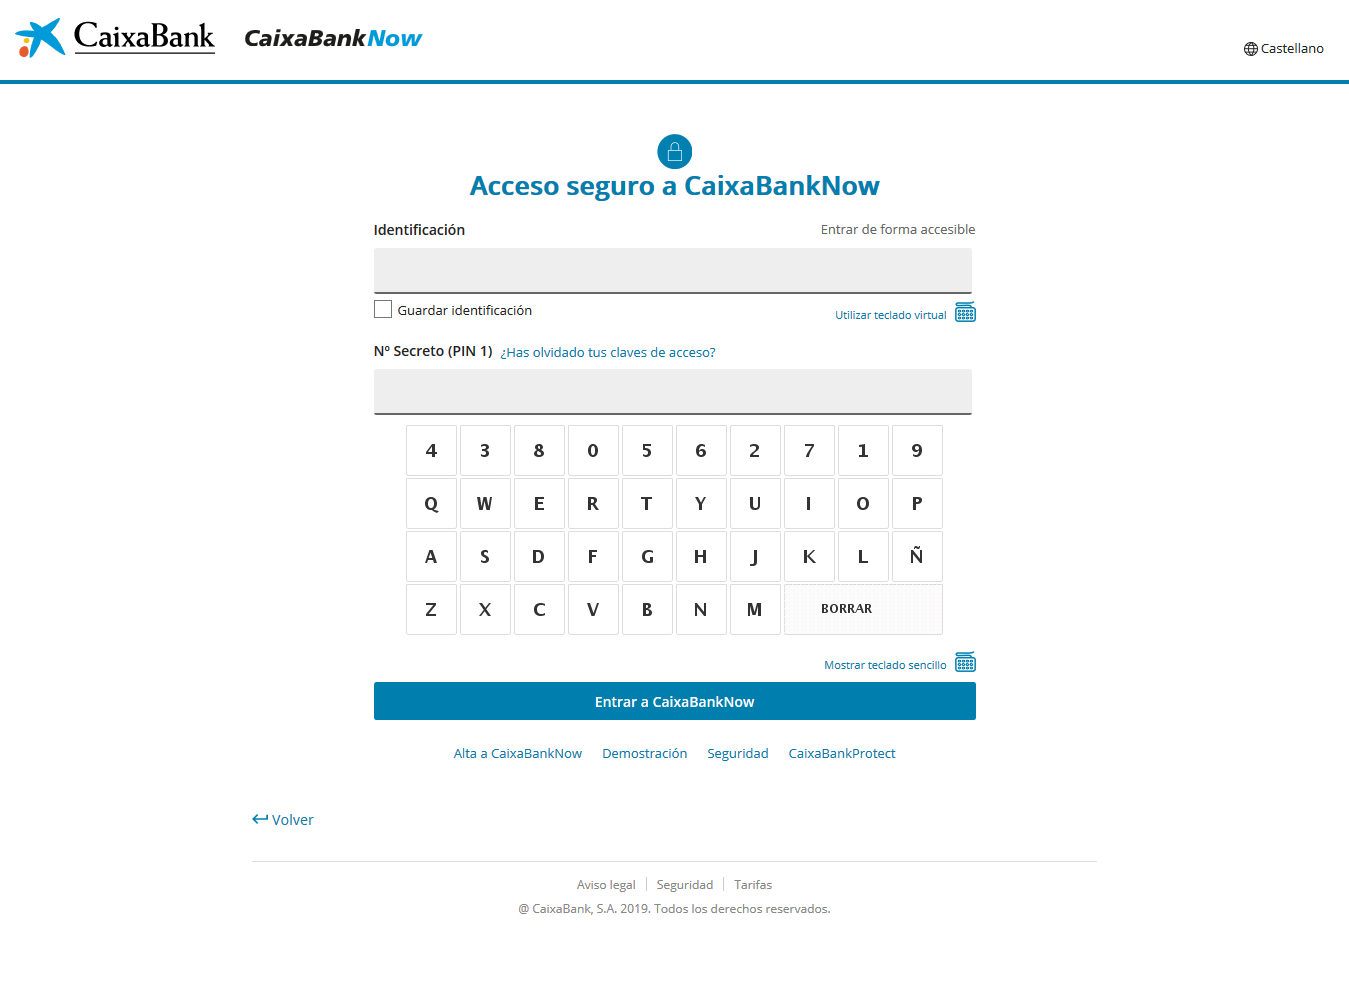 CaixaBank CaixaBankNow
Castellano
Acceso seguro a CaixaBankNow
Identificación Entrar de forma accesible
Guardar identificación Utilizar teclado virtual
Nº Secreto (PIN 1) ¿Has olvidado tus claves de acceso?
4 3 8 0 5 6 2 7 1 9
Q W E R T Y U I O P
A S D F G H J K L Ñ
Z X C V B N M BORRAR
Mostrar teclado sencillo
Entrar a CaixaBankNow
Alta a CaixaBankNow Demostración Seguridad CaixaBankProtect
Volver
Aviso legal Seguridad Tarifas
@ CaixaBank, S.A. 2019. Todos los derechos reservados.